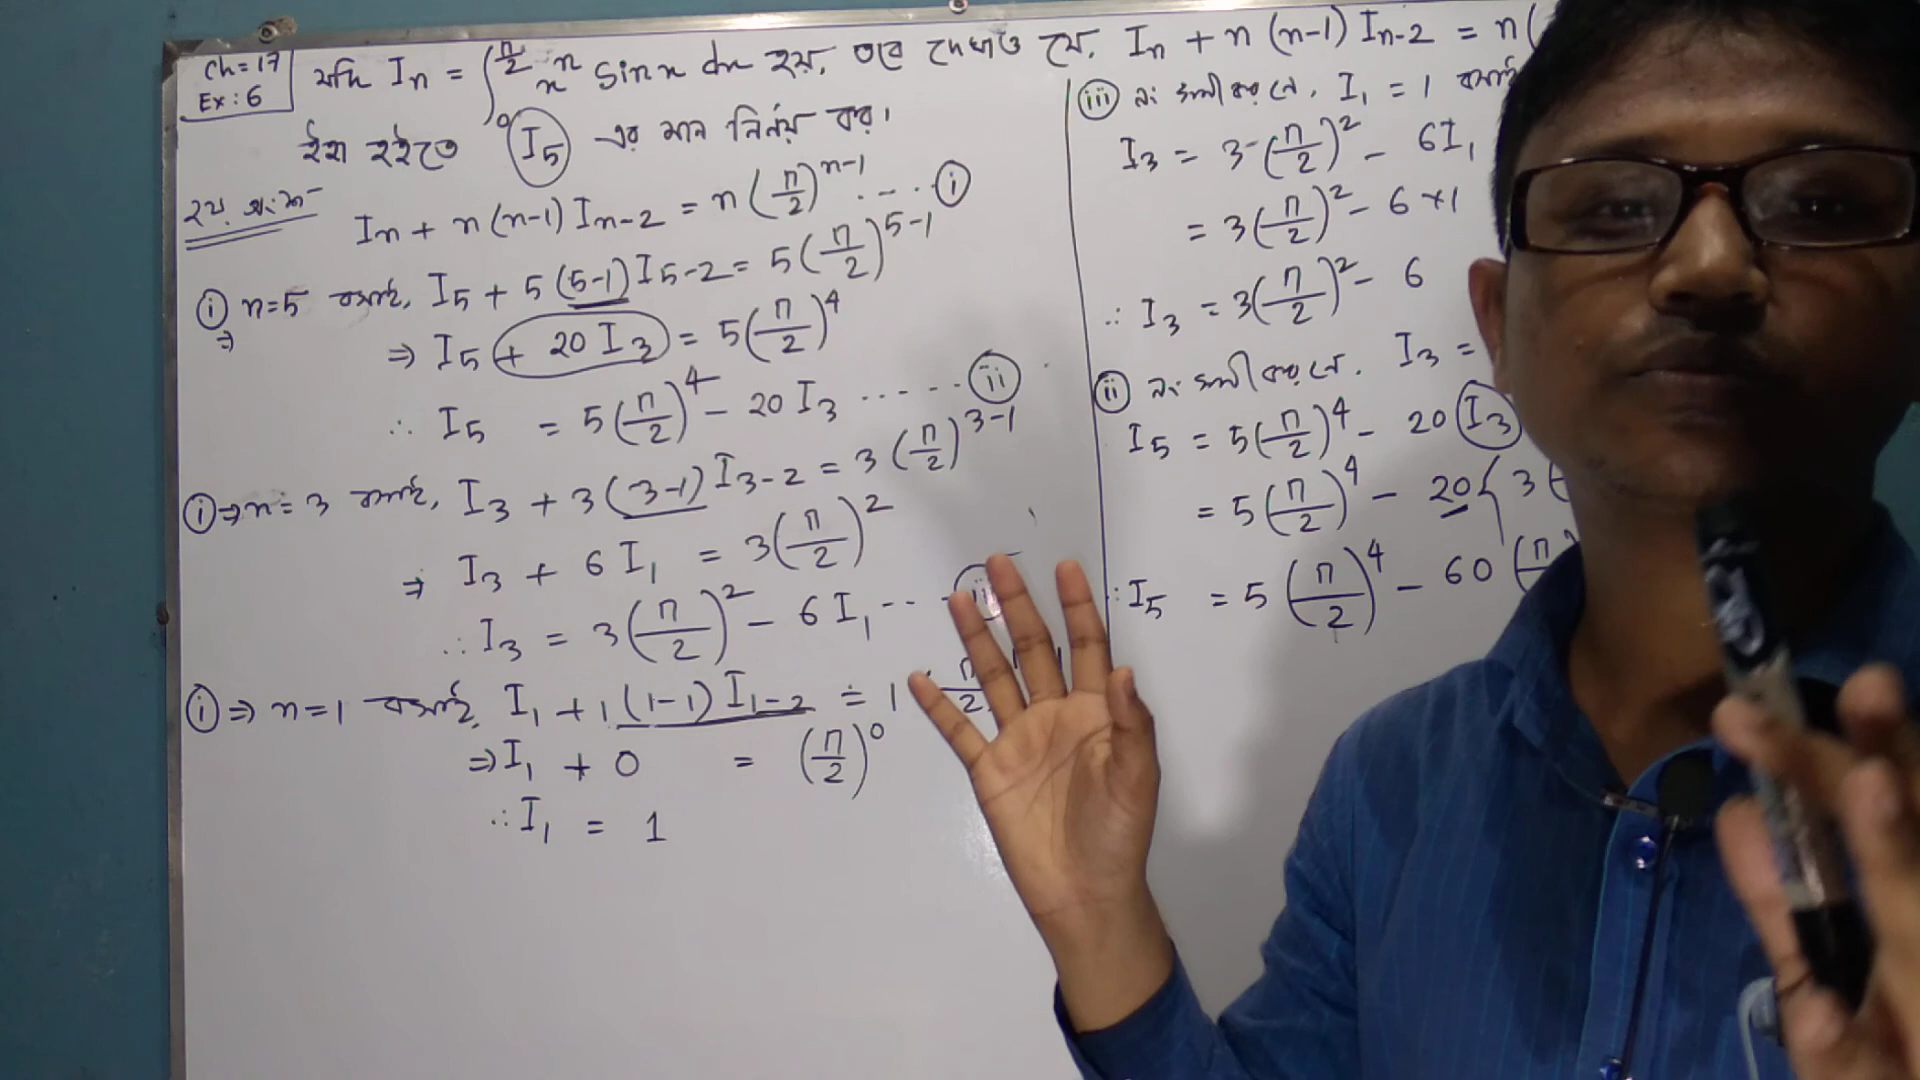 Ch = 17
Ex : 6
যদি Iₙ = ∫₀^(π/2) xⁿ sin x dx হয়, তবে দেখাও যে, Iₙ + n (n-1) Iₙ₋₂ = n(
ইহা হইতে I₅ এর মান নির্নয় কর।
২য় অংশ
Iₙ + n (n-1) Iₙ₋₂ = n (π/2)ⁿ⁻¹ ... (i)
(i) ⇒ n=5 বসাই, I₅ + 5 (5-1) I₅₋₂ = 5 (π/2)⁵⁻¹
⇒ I₅ + 20 I₃ = 5 (π/2)⁴
∴ I₅ = 5 (π/2)⁴ - 20 I₃ ..... (ii)
(i) ⇒ n = 3 বসাই, I₃ + 3 (3-1) I₃₋₂ = 3 (π/2)³⁻¹
⇒ I₃ + 6 I₁ = 3 (π/2)²
∴ I₃ = 3 (π/2)² - 6 I₁ --
(i) ⇒ n=1 বসাই, I₁ + 1 (1-1) I₁₋₂ = 1 π/2
⇒ I₁ + 0 = (π/2)⁰
∴ I₁ = 1
(iii) নং সমীকরণে, I₁ = 1 বসাই
I₃ = 3 (π/2)² - 6I₁
= 3 (π/2)² - 6 × 1
∴ I₃ = 3 (π/2)² - 6
(ii) নং সমীকরণে, I₃ =
I₅ = 5 (π/2)⁴ - 20 I₃
= 5 (π/2)⁴ - 20 { 3 (
∴ I₅ = 5 (π/2)⁴ - 60 (π